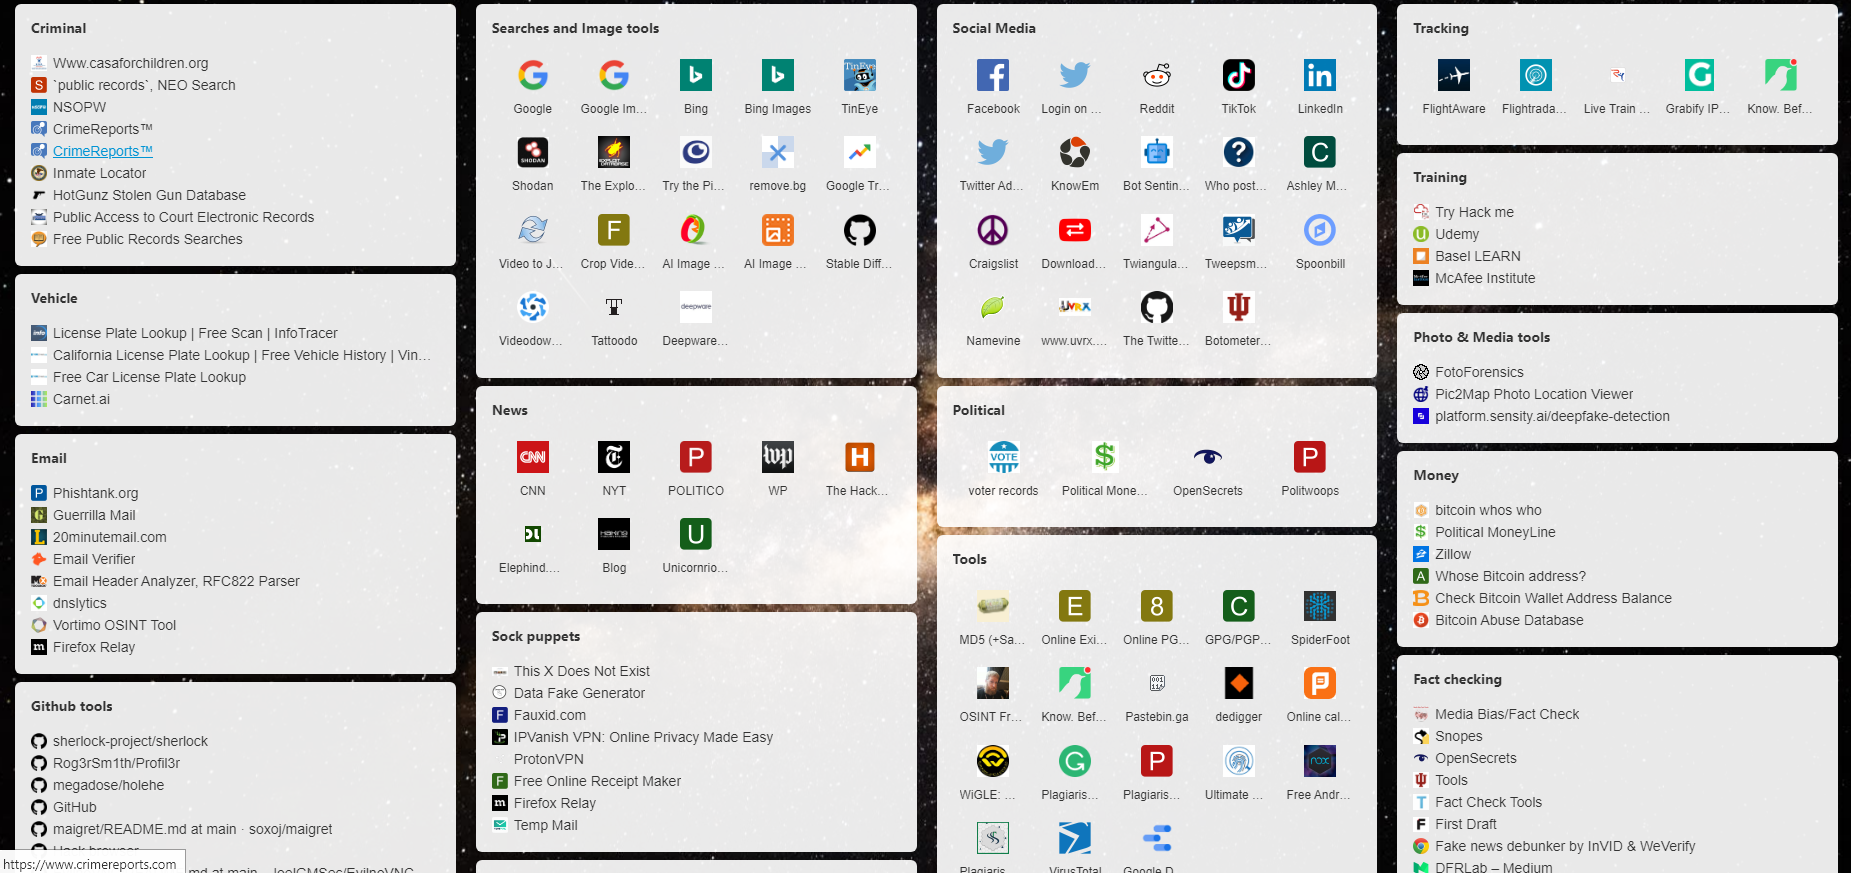 Criminal
Www.casaforchildren.org
`public records`, NEO Search
NSOPW
CrimeReports™
CrimeReports™
Inmate Locator
HotGunz Stolen Gun Database
Public Access to Court Electronic Records
Free Public Records Searches
Vehicle
License Plate Lookup | Free Scan | InfoTracer
California License Plate Lookup | Free Vehicle History | Vin…
Free Car License Plate Lookup
Carnet.ai
Email
Phishtank.org
Guerrilla Mail
20minutemail.com
Email Verifier
Email Header Analyzer, RFC822 Parser
dnslytics
Vortimo OSINT Tool
Firefox Relay
Github tools
sherlock-project/sherlock
Rog3rSm1th/Profil3r
megadose/holehe
GitHub
maigret/README.md at main · soxoj/maigret
Hack browser
https://www.crimereports.com
Searches and Image tools
Google Google Im… Bing Bing Images TinEye
Shodan The Explo… Try the Pi… remove.bg Google Tr…
Video to J… Crop Vide… AI Image … AI Image … Stable Diff…
Videodow… Tattoodo Deepware…
News
CNN NYT POLITICO WP The Hack…
Elephind.… Blog Unicornrio…
Sock puppets
This X Does Not Exist
Data Fake Generator
Fauxid.com
IPVanish VPN: Online Privacy Made Easy
ProtonVPN
Free Online Receipt Maker
Firefox Relay
Temp Mail
Social Media
Facebook Login on … Reddit TikTok LinkedIn
Twitter Ad… KnowEm Bot Sentin… Who post… Ashley M…
Craigslist Download… Twiangula… Tweepsm… Spoonbill
Namevine www.uvrx.… The Twitte… Botometer…
Political
voter records Political Mone… OpenSecrets Politwoops
Tools
MD5 (+Sa… Online Exi… Online PG… GPG/PGP… SpiderFoot
OSINT Fr… Know. Bef… Pastebin.ga dedigger Online cal…
WiGLE: … Plagiaris… Plagiaris… Ultimate … Free Andr…
Plagiaris… VirusTotal Google D…
Tracking
FlightAware Flightrada… Live Train … Grabify IP… Know. Bef…
Training
Try Hack me
Udemy
Basel LEARN
McAfee Institute
Photo & Media tools
FotoForensics
Pic2Map Photo Location Viewer
platform.sensity.ai/deepfake-detection
Money
bitcoin whos who
Political MoneyLine
Zillow
Whose Bitcoin address?
Check Bitcoin Wallet Address Balance
Bitcoin Abuse Database
Fact checking
Media Bias/Fact Check
Snopes
OpenSecrets
Tools
Fact Check Tools
First Draft
Fake news debunker by InVID & WeVerify
DFRLab – Medium